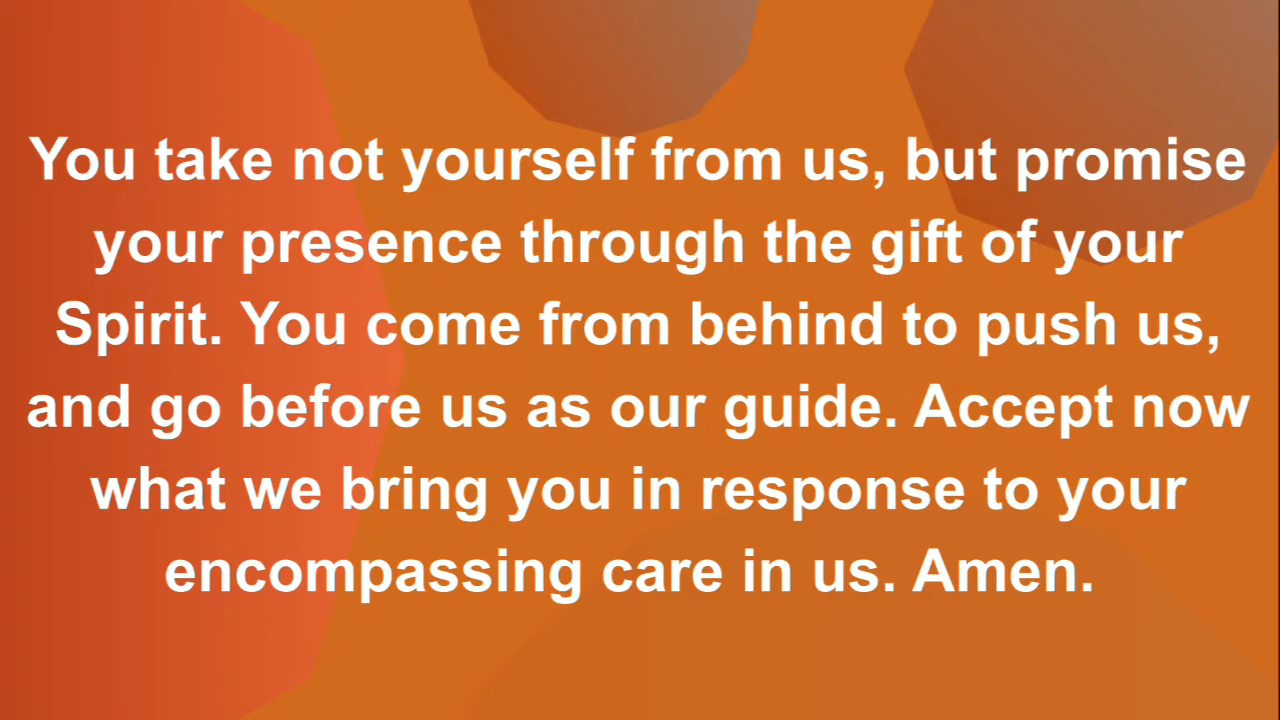 You take not yourself from us, but promise
your presence through the gift of your
Spirit. You come from behind to push us,
and go before us as our guide. Accept now
what we bring you in response to your
encompassing care in us. Amen.